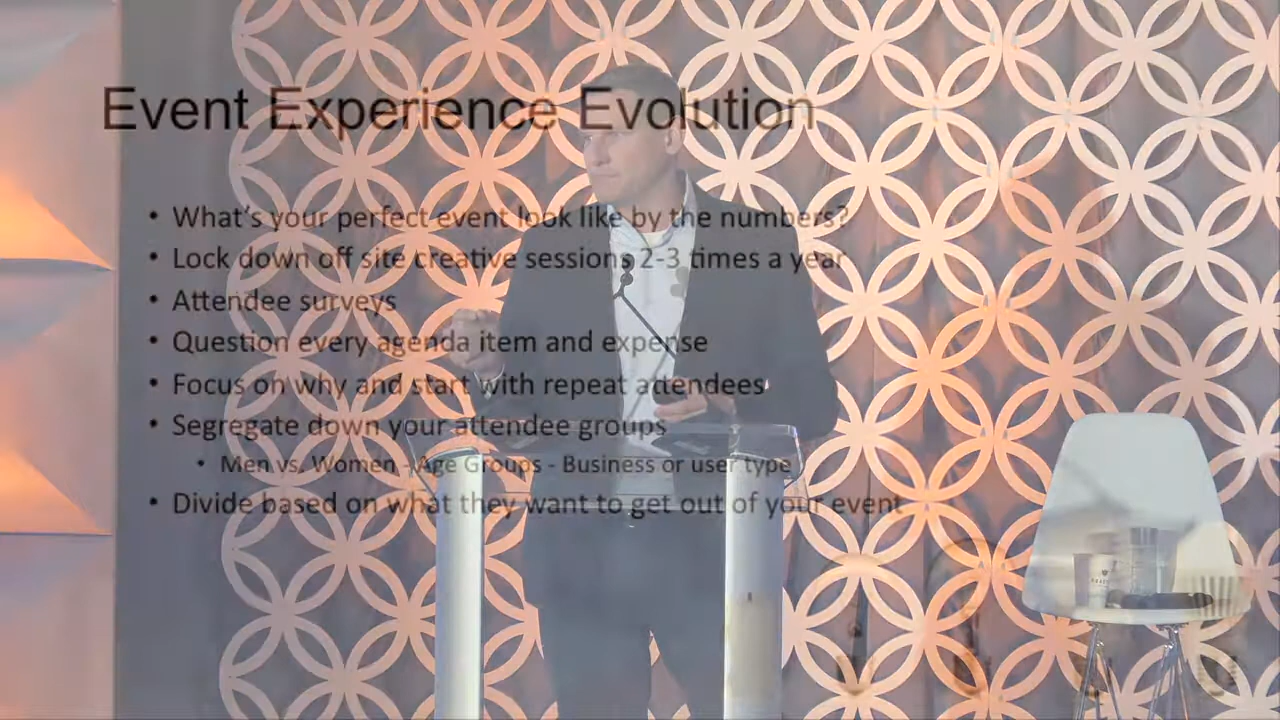 Event Experience Evolution
• What's your perfect event look like by the numbers?
• Lock down off site creative sessions 2-3 times a year
• Attendee surveys
• Question every agenda item and expense
• Focus on why and start with repeat attendees
• Segregate down your attendee groups
• Men vs. Women - Age Groups - Business or user type
• Divide based on what they want to get out of your event